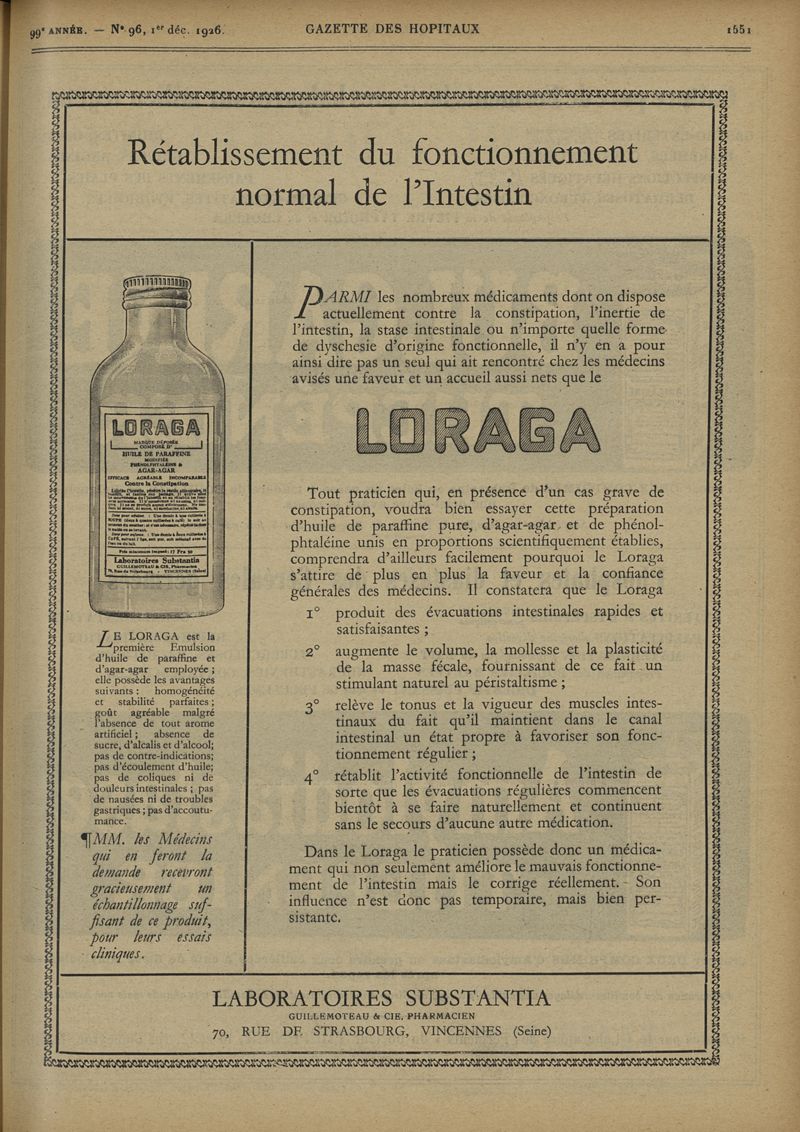 99e ANNÉE. — N° 96, 1er déc. 1926.
GAZETTE DES HOPITAUX
1551
Rétablissement du fonctionnement
normal de l'Intestin
LORAGA
MARQUE DÉPOSÉE
COMPOSÉ D'
HUILE DE PARAFFINE
MODIFIÉE
PHÉNOLPHTALÉINE &
AGAR-AGAR
EFFICACE AGRÉABLE INCOMPARABLE
Contre la Constipation
Laboratoires Substantia
GUILLEMOTEAU & CIE, Pharmacien
70, Rue de Strasbourg - VINCENNES (Seine)
LE LORAGA est la
première Emulsion
d'huile de paraffine et
d'agar-agar employée ;
elle possède les avantages
suivants : homogénéité
et stabilité parfaites ;
goût agréable malgré
l'absence de tout arome
artificiel ; absence de
sucre, d'alcalis et d'alcool;
pas de contre-indications;
pas d'écoulement d'huile;
pas de coliques ni de
douleurs intestinales ; pas
de nausées ni de troubles
gastriques ; pas d'accoutu-
mance.
¶ MM. les Médecins
qui en feront la
demande recevront
gracieusement un
échantillonnage suf-
fisant de ce produit,
pour leurs essais
cliniques.
PARMI les nombreux médicaments dont on dispose
actuellement contre la constipation, l'inertie de
l'intestin, la stase intestinale ou n'importe quelle forme
de dyschesie d'origine fonctionnelle, il n'y en a pour
ainsi dire pas un seul qui ait rencontré chez les médecins
avisés une faveur et un accueil aussi nets que le
LORAGA
Tout praticien qui, en présence d'un cas grave de
constipation, voudra bien essayer cette préparation
d'huile de paraffine pure, d'agar-agar et de phénol-
phtaléine unis en proportions scientifiquement établies,
comprendra d'ailleurs facilement pourquoi le Loraga
s'attire de plus en plus la faveur et la confiance
générales des médecins. Il constatera que le Loraga
1° produit des évacuations intestinales rapides et
satisfaisantes ;
2° augmente le volume, la mollesse et la plasticité
de la masse fécale, fournissant de ce fait un
stimulant naturel au péristaltisme ;
3° relève le tonus et la vigueur des muscles intes-
tinaux du fait qu'il maintient dans le canal
intestinal un état propre à favoriser son fonc-
tionnement régulier ;
4° rétablit l'activité fonctionnelle de l'intestin de
sorte que les évacuations régulières commencent
bientôt à se faire naturellement et continuent
sans le secours d'aucune autre médication.
Dans le Loraga le praticien possède donc un médica-
ment qui non seulement améliore le mauvais fonctionne-
ment de l'intestin mais le corrige réellement. - Son
influence n'est donc pas temporaire, mais bien per-
sistante.
LABORATOIRES SUBSTANTIA
GUILLEMOTEAU & CIE, PHARMACIEN
70, RUE DE STRASBOURG, VINCENNES (Seine)